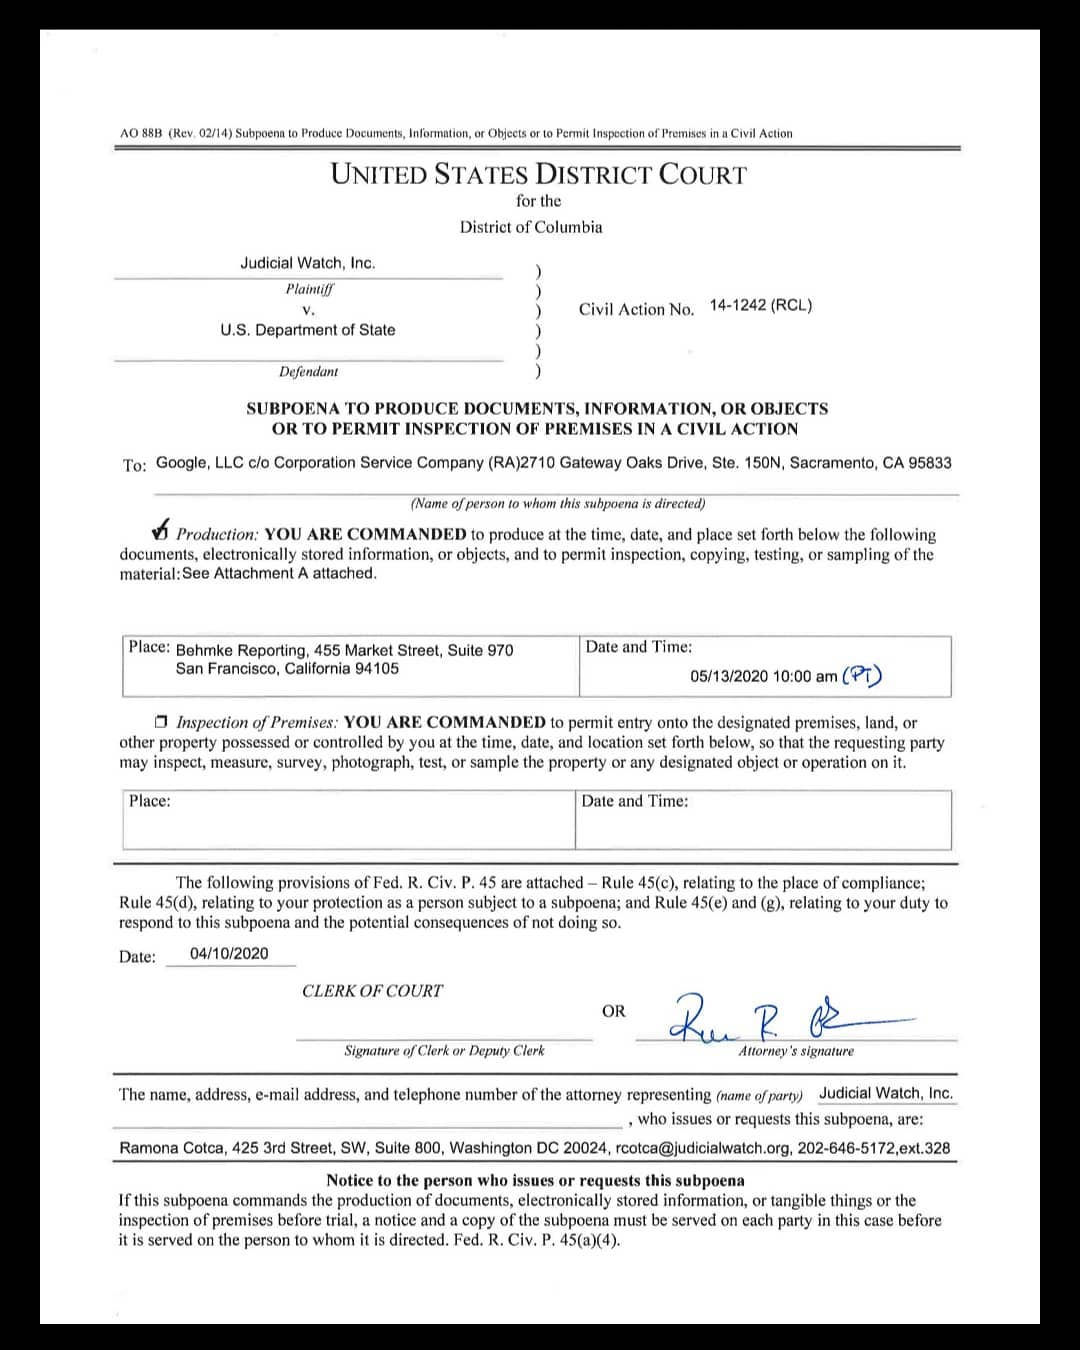 AO 88B (Rev. 02/14) Subpoena to Produce Documents, Information, or Objects or to Permit Inspection of Premises in a Civil Action
UNITED STATES DISTRICT COURT
for the
District of Columbia
Judicial Watch, Inc.
Plaintiff
v.
U.S. Department of State
Defendant
)
)
)
)
)
)
Civil Action No. 14-1242 (RCL)
SUBPOENA TO PRODUCE DOCUMENTS, INFORMATION, OR OBJECTS
OR TO PERMIT INSPECTION OF PREMISES IN A CIVIL ACTION
To: Google, LLC c/o Corporation Service Company (RA)2710 Gateway Oaks Drive, Ste. 150N, Sacramento, CA 95833
(Name of person to whom this subpoena is directed)
Production: YOU ARE COMMANDED to produce at the time, date, and place set forth below the following
documents, electronically stored information, or objects, and to permit inspection, copying, testing, or sampling of the
material:See Attachment A attached.
Place: Behmke Reporting, 455 Market Street, Suite 970
San Francisco, California 94105
Date and Time:
05/13/2020 10:00 am (PT)
Inspection of Premises: YOU ARE COMMANDED to permit entry onto the designated premises, land, or
other property possessed or controlled by you at the time, date, and location set forth below, so that the requesting party
may inspect, measure, survey, photograph, test, or sample the property or any designated object or operation on it.
Place:
Date and Time:
The following provisions of Fed. R. Civ. P. 45 are attached – Rule 45(c), relating to the place of compliance;
Rule 45(d), relating to your protection as a person subject to a subpoena; and Rule 45(e) and (g), relating to your duty to
respond to this subpoena and the potential consequences of not doing so.
Date: 04/10/2020
CLERK OF COURT
OR
Signature of Clerk or Deputy Clerk
Attorney's signature
The name, address, e-mail address, and telephone number of the attorney representing (name of party) Judicial Watch, Inc.
, who issues or requests this subpoena, are:
Ramona Cotca, 425 3rd Street, SW, Suite 800, Washington DC 20024, rcotca@judicialwatch.org, 202-646-5172,ext.328
Notice to the person who issues or requests this subpoena
If this subpoena commands the production of documents, electronically stored information, or tangible things or the
inspection of premises before trial, a notice and a copy of the subpoena must be served on each party in this case before
it is served on the person to whom it is directed. Fed. R. Civ. P. 45(a)(4).